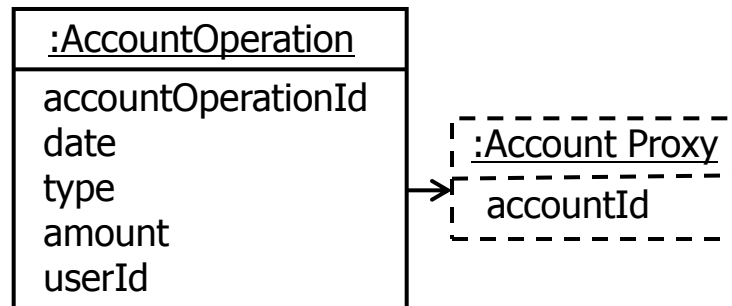 :AccountOperation
accountOperationId
date
type
amount
userId
:Account Proxy
accountId